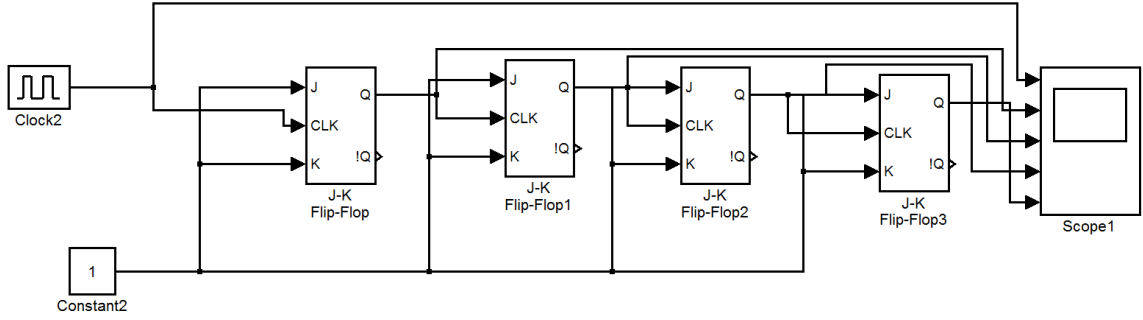 Clock2
J
CLK
K
Q
!Q
J-K
Flip-Flop
J
CLK
K
Q
!Q
J-K
Flip-Flop1
J
CLK
K
Q
!Q
J-K
Flip-Flop2
J
CLK
K
Q
!Q
J-K
Flip-Flop3
Scope1
1
Constant2